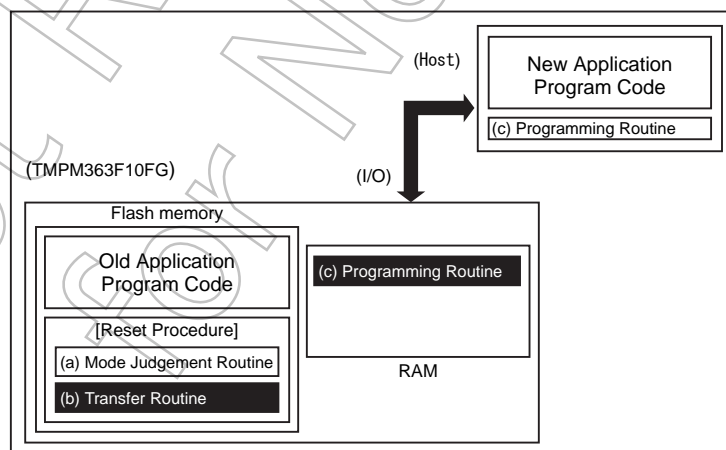 (Host)
New Application
Program Code
(c) Programming Routine
(TMPM363F10FG)
(I/O)
Flash memory
Old Application
Program Code
[Reset Procedure]
(a) Mode Judgement Routine
(b) Transfer Routine
(c) Programming Routine
RAM